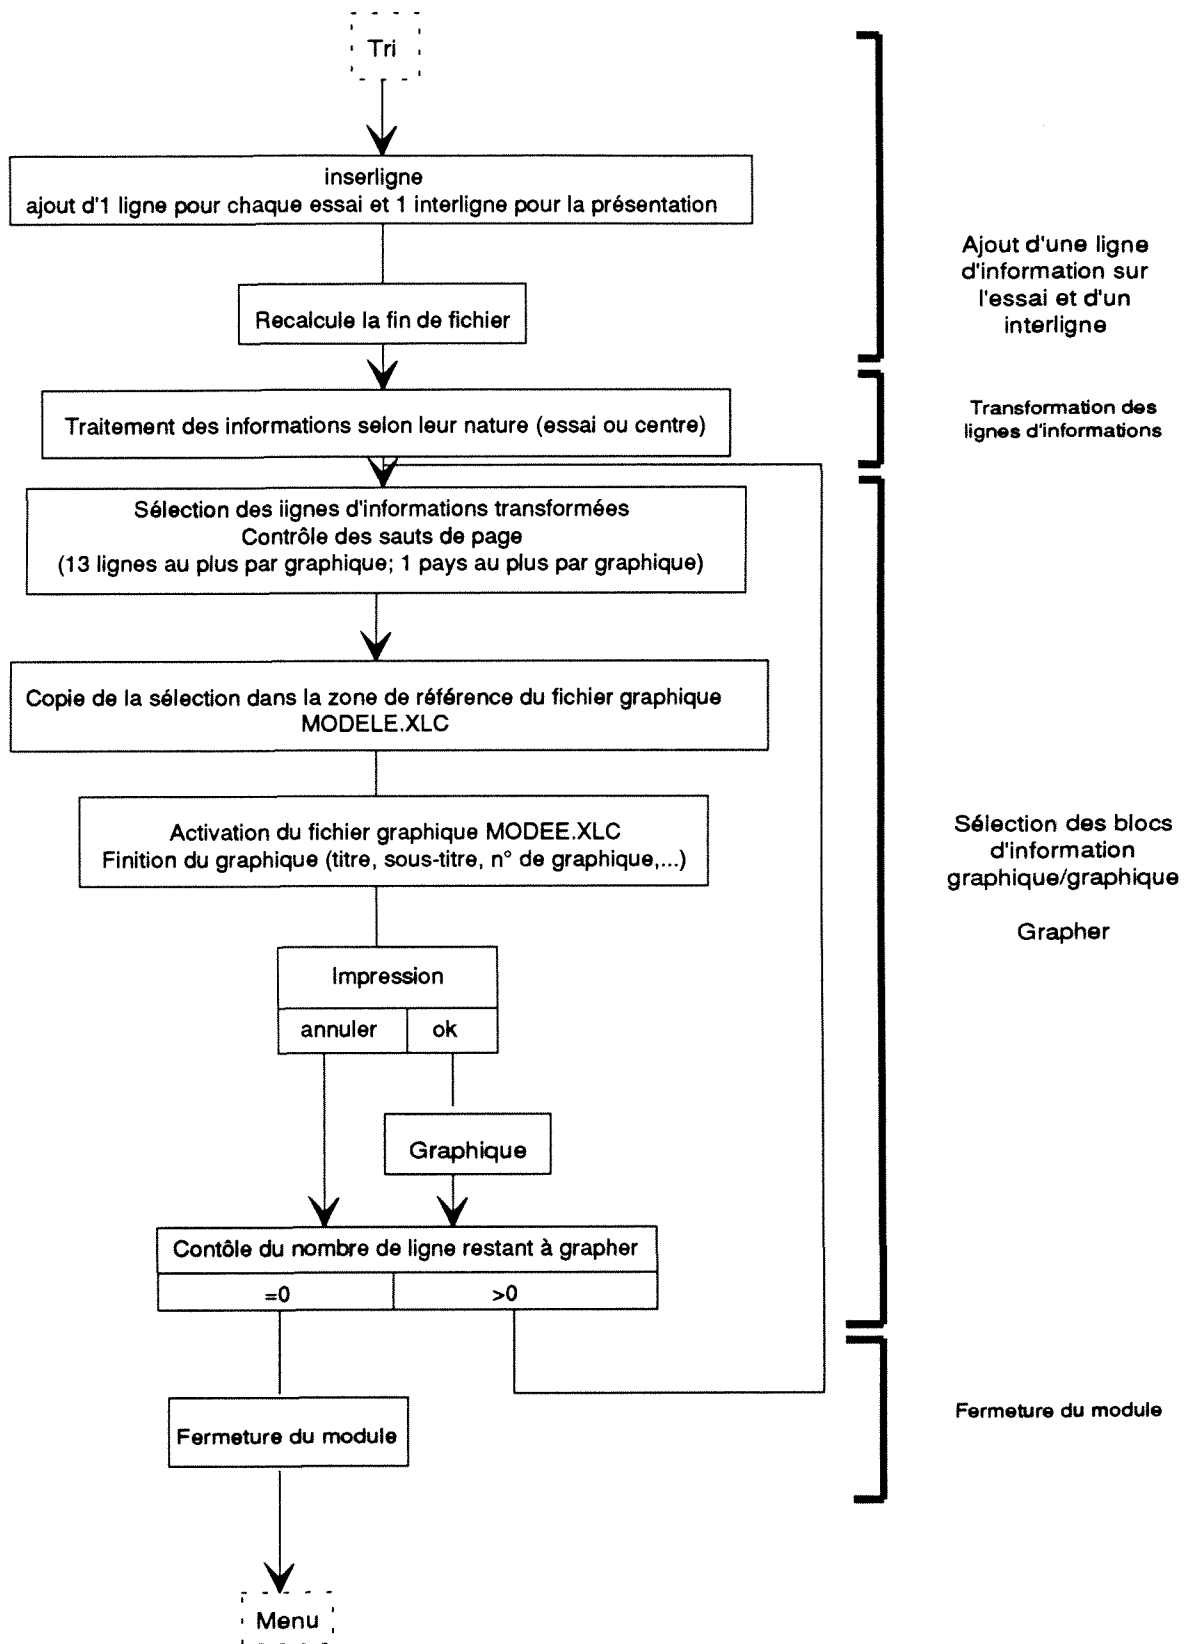 Tri
inserligne
ajout d'1 ligne pour chaque essai et 1 interligne pour la présentation
Ajout d'une ligne
d'information sur
l'essai et d'un
interligne
Recalcule la fin de fichier
Traitement des informations selon leur nature (essai ou centre)
Transformation des
lignes d'informations
Sélection des iignes d'informations transformées
Contrôle des sauts de page
(13 lignes au plus par graphique; 1 pays au plus par graphique)
Copie de la sélection dans la zone de référence du fichier graphique
MODELE.XLC
Activation du fichier graphique MODEE.XLC
Finition du graphique (titre, sous-titre, n° de graphique,...)
Sélection des blocs
d'information
graphique/graphique
Grapher
Impression
annuler
ok
Graphique
Contôle du nombre de ligne restant à grapher
=0
>0
Fermeture du module
Fermeture du module
Menu